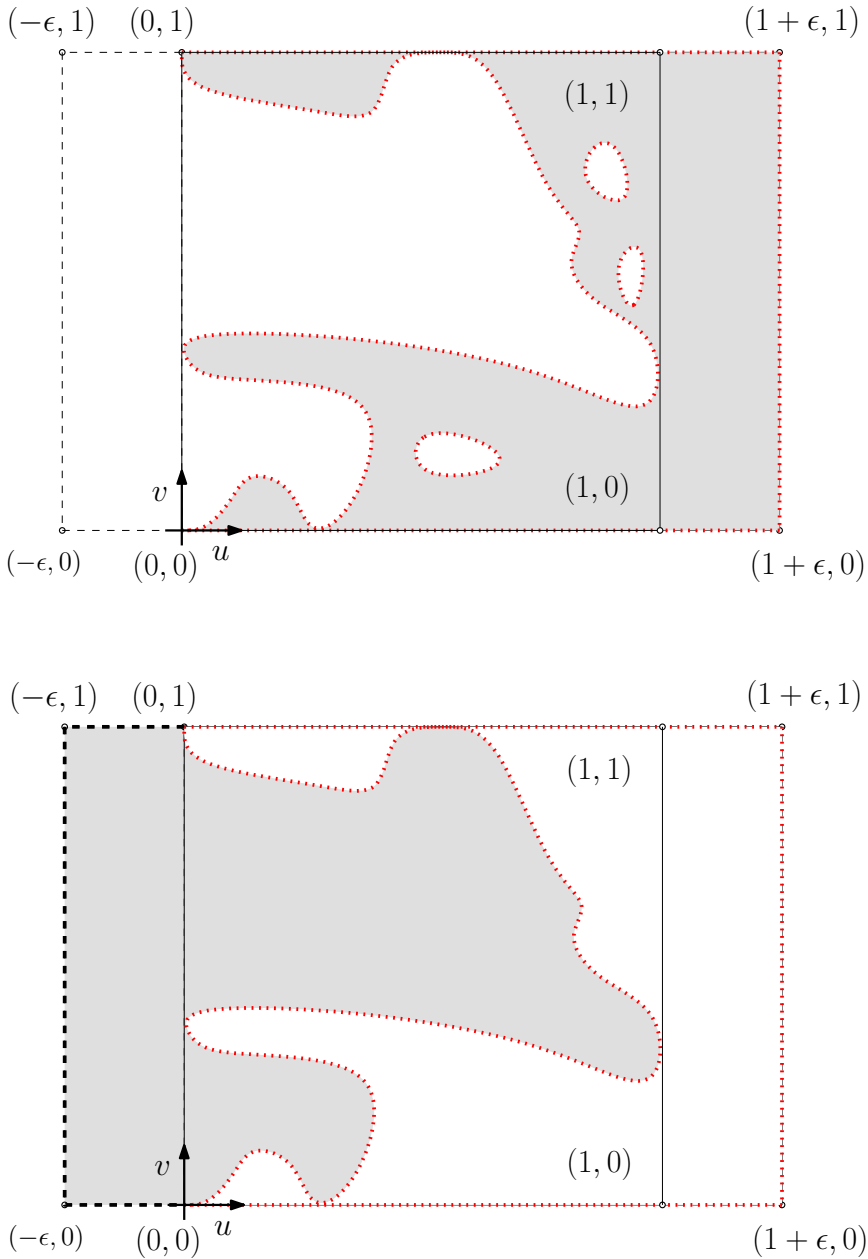 (−ϵ, 1) (0, 1) (1 + ϵ, 1)
(1, 1)
v
(1, 0)
u
(−ϵ, 0) (0, 0) (1 + ϵ, 0)
(−ϵ, 1) (0, 1) (1 + ϵ, 1)
(1, 1)
v
(1, 0)
u
(−ϵ, 0) (0, 0) (1 + ϵ, 0)